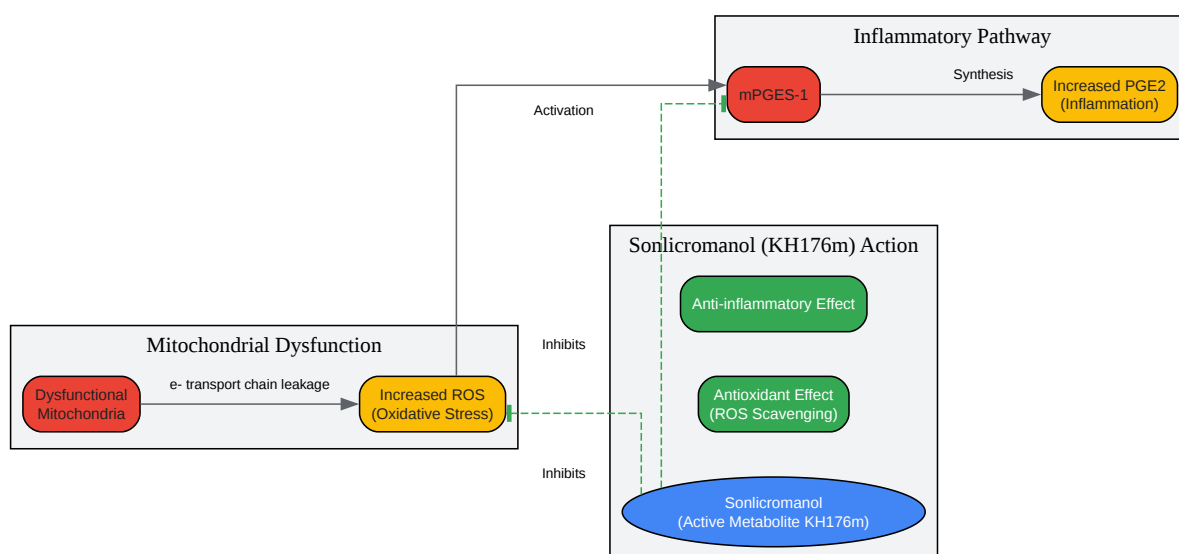 Inflammatory Pathway
mPGES-1
Synthesis
Increased PGE2
(Inflammation)
Activation
Sonlicromanol (KH176m) Action
Anti-inflammatory Effect
Mitochondrial Dysfunction
Inhibits
Dysfunctional
Mitochondria
e- transport chain leakage
Increased ROS
(Oxidative Stress)
Antioxidant Effect
(ROS Scavenging)
Inhibits
Sonlicromanol
(Active Metabolite KH176m)